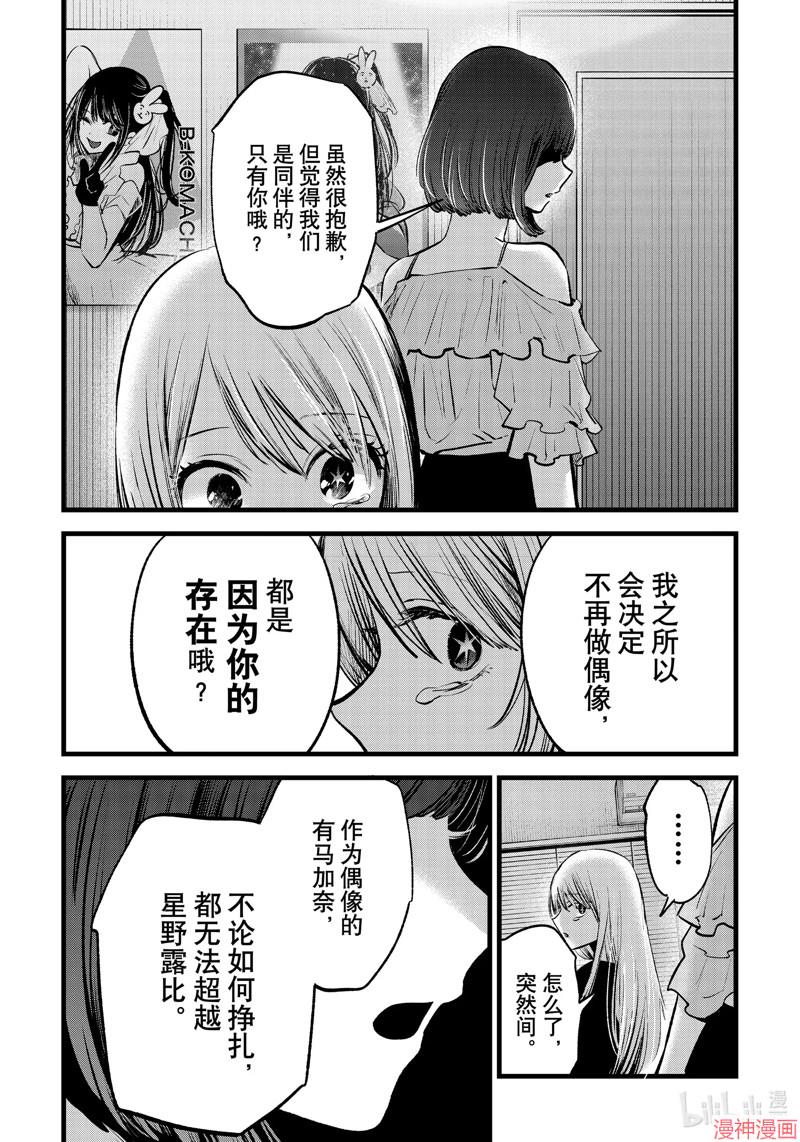 虽然很抱歉，
但觉得我们
是同伴的，
只有你哦？
B-KOMACH
我之所以
会决定
不再做偶像，
都是
因为你的
存在哦？
……
怎么了，
突然间。
作为偶像的
有马加奈，
不论如何挣扎，
都无法超越
星野露比。
bilibili 漫
漫神漫画